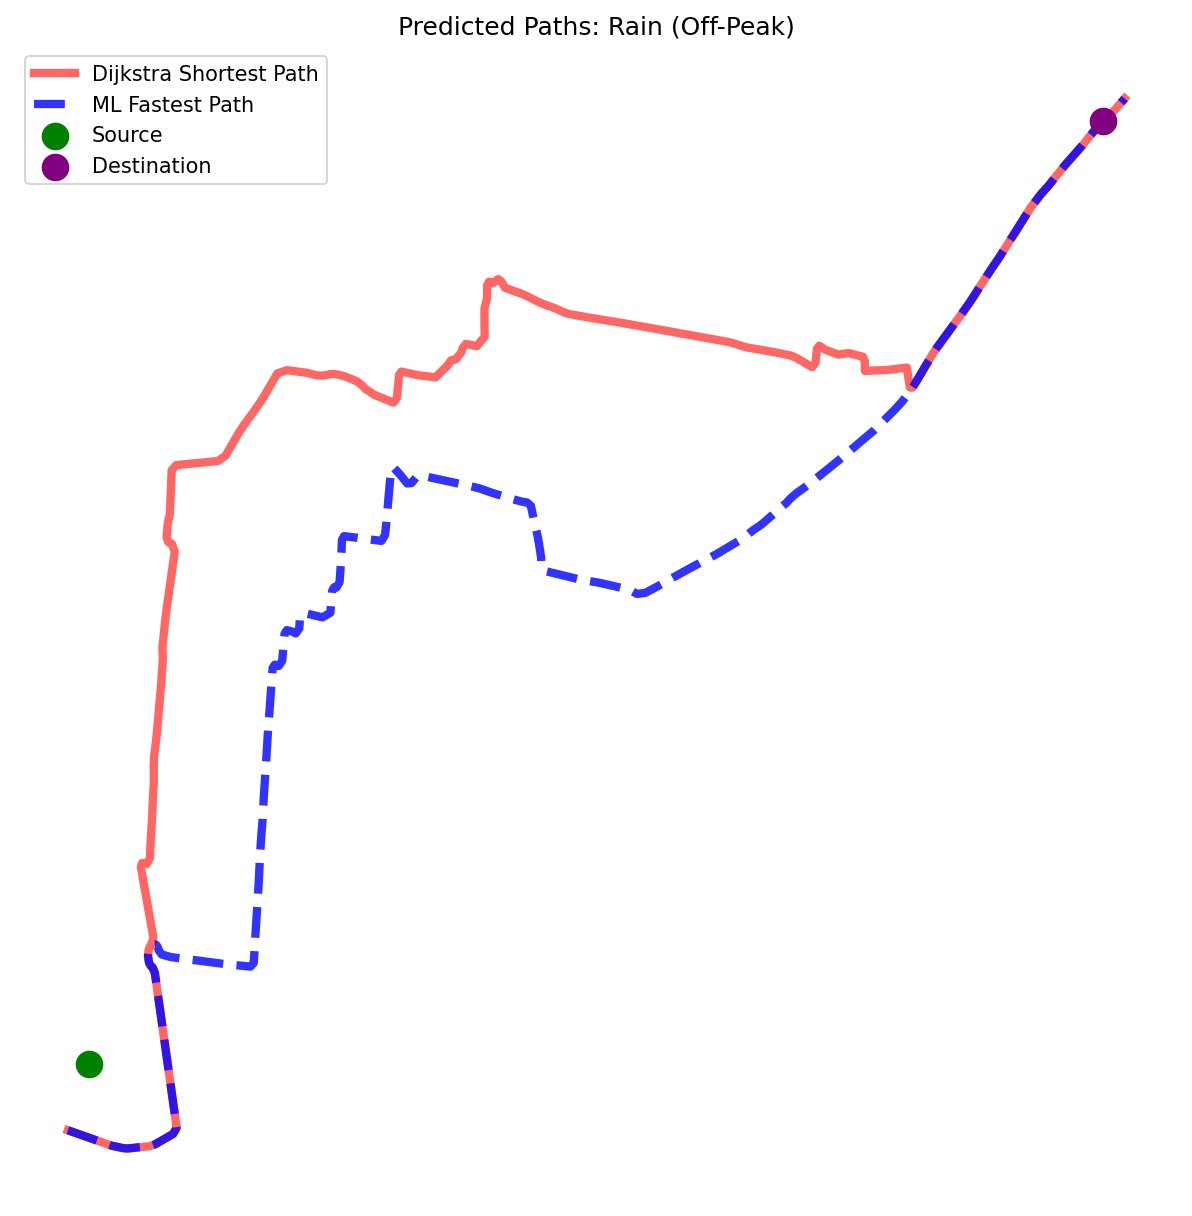 Predicted Paths: Rain (Off-Peak)
Dijkstra Shortest Path
ML Fastest Path
Source
Destination